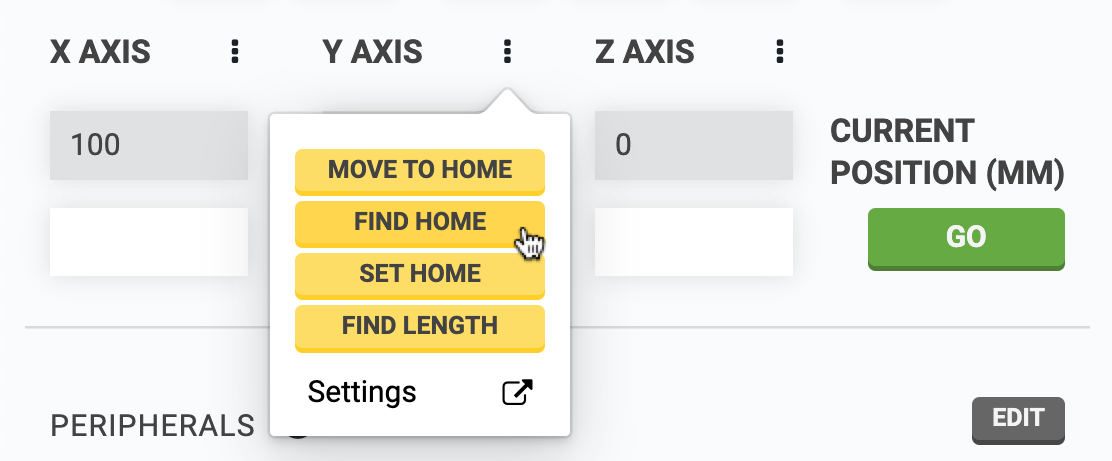 X AXIS
Y AXIS
Z AXIS
100
0
CURRENT
POSITION (MM)
GO
MOVE TO HOME
FIND HOME
SET HOME
FIND LENGTH
Settings
PERIPHERALS
EDIT